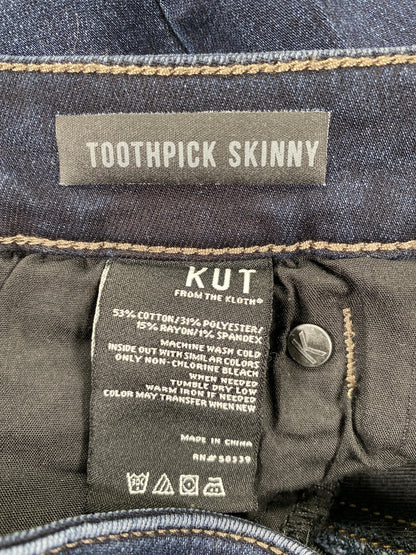 TOOTHPICK SKINNY
KUT
FROM THE KLOTH®
53% COTTON/31% POLYESTER/
15% RAYON/1% SPANDEX
MACHINE WASH COLD
INSIDE OUT WITH SIMILAR COLORS
ONLY NON-CHLORINE BLEACH
WHEN NEEDED
TUMBLE DRY LOW
WARM IRON IF NEEDED
COLOR MAY TRANSFER WHEN NEW
MADE IN CHINA
RN# 58539